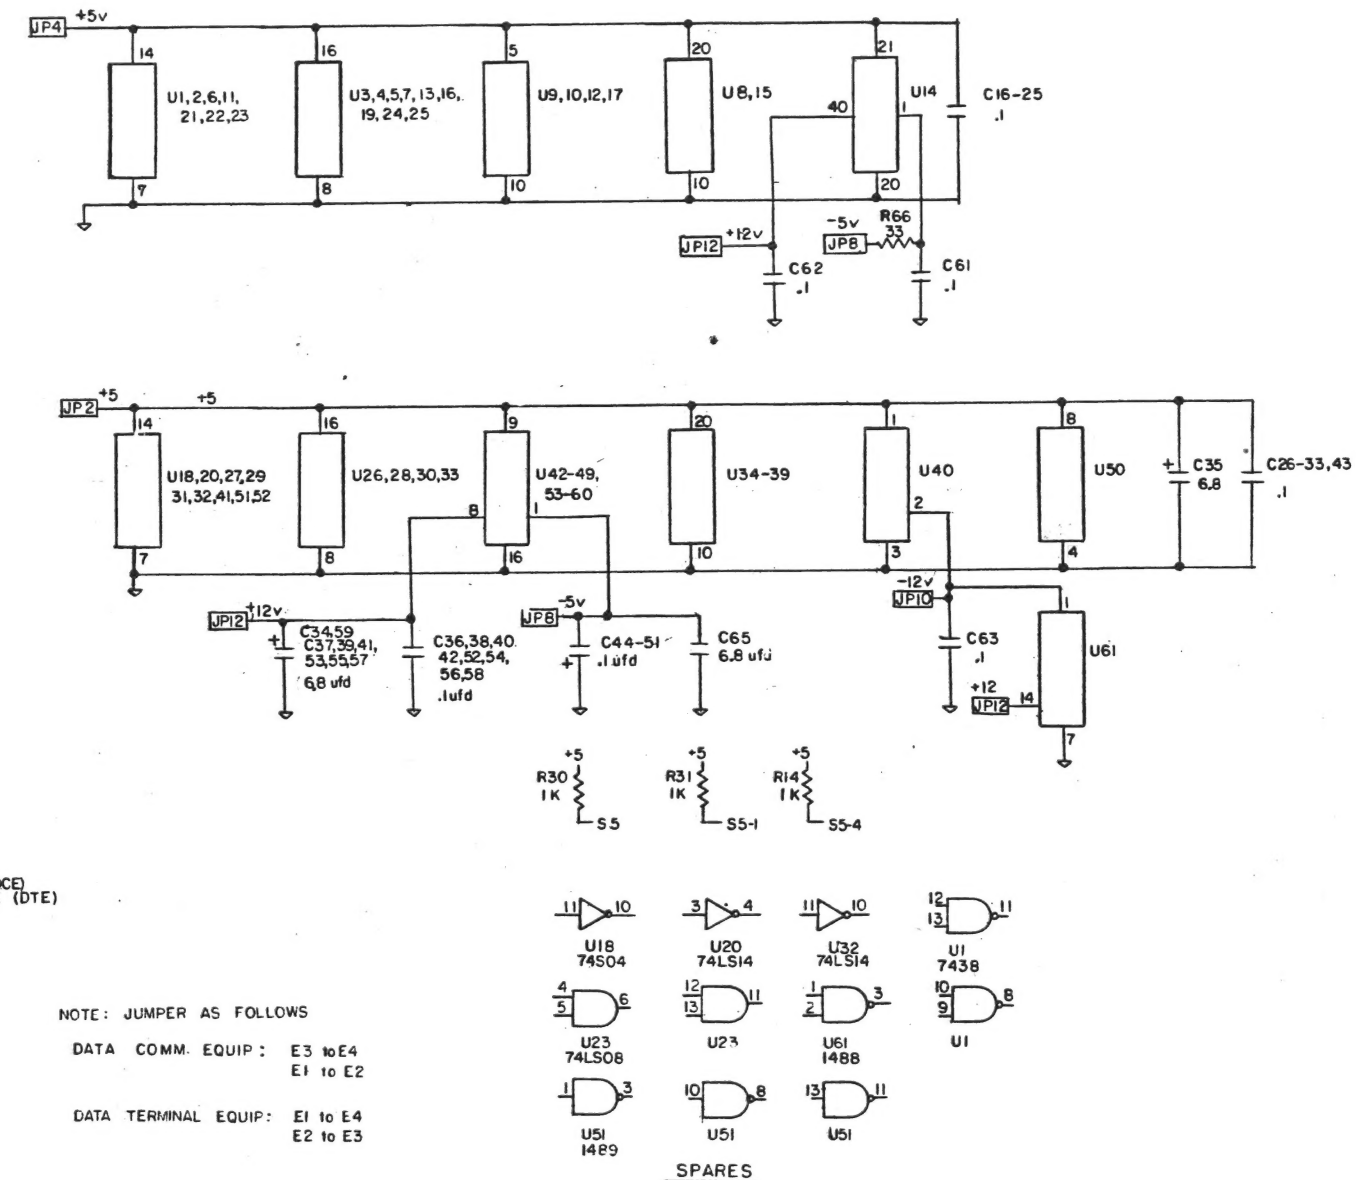 JP4 +5v
14 16 5 20 21
U1,2,6,11, U3,4,5,7,13,16, U9,10,12,17 U8,15 40 U14 1 C16-25
21,22,23 19,24,25 .1
7 8 10 10 20
R66
JP12 +12v -5v 33
JP8
C62 C61
.1 .1
JP2 +5 +5
14 16 9 20 1 8
U18,20,27,29 U26,28,30,33 U42-49, U34-39 U40 U50 + C35 C26-33,43
31,32,41,51,52 53-60 6.8 .1
8 1 2
7 8 16 10 3 4
JP12 +12v JP8 -5v -12v JP10 1
+ C34,59 C36,38,40 C44-51 C65 C63 U61
C37,39,41, 42,52,54, + .1ufd 6.8 ufd .1
53,55,57 56,58
6.8 ufd .1ufd
+12
JP12 14
7
+5 +5 +5
R30 R31 R14
1K 1K 1K
S5 S5-1 S5-4
(DTE)
11 10 3 4 11 10 12 13 11
U18 U20 U32 U1
74S04 74LS14 74LS14 7438
4 5 6 12 13 11 1 2 3 10 9 8
U23 U23 U61 U1
74LS08 1488
1 3 10 8 13 11
U51 U51 U51
1489
SPARES
NOTE: JUMPER AS FOLLOWS
DATA COMM. EQUIP: E3 to E4
E1 to E2
DATA TERMINAL EQUIP: E1 to E4
E2 to E3